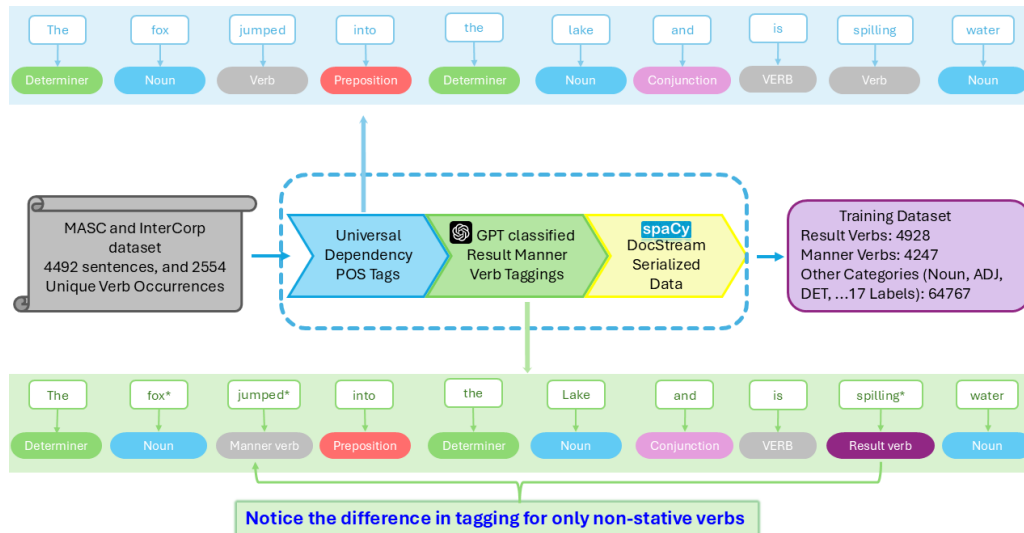 The fox jumped into the lake and is spilling water
Determiner Noun Verb Preposition Determiner Noun Conjunction VERB Verb Noun
MASC and InterCorp
dataset
4492 sentences, and 2554
Unique Verb Occurrences
Universal
Dependency
POS Tags
GPT classified
Result Manner
Verb Taggings
spaCy
DocStream
Serialized
Data
Training Dataset
Result Verbs: 4928
Manner Verbs: 4247
Other Categories (Noun, ADJ,
DET, ...17 Labels): 64767
The fox* jumped* into the Lake and is spilling* water
Determiner Noun Manner verb Preposition Determiner Noun Conjunction VERB Result verb Noun
Notice the difference in tagging for only non-stative verbs